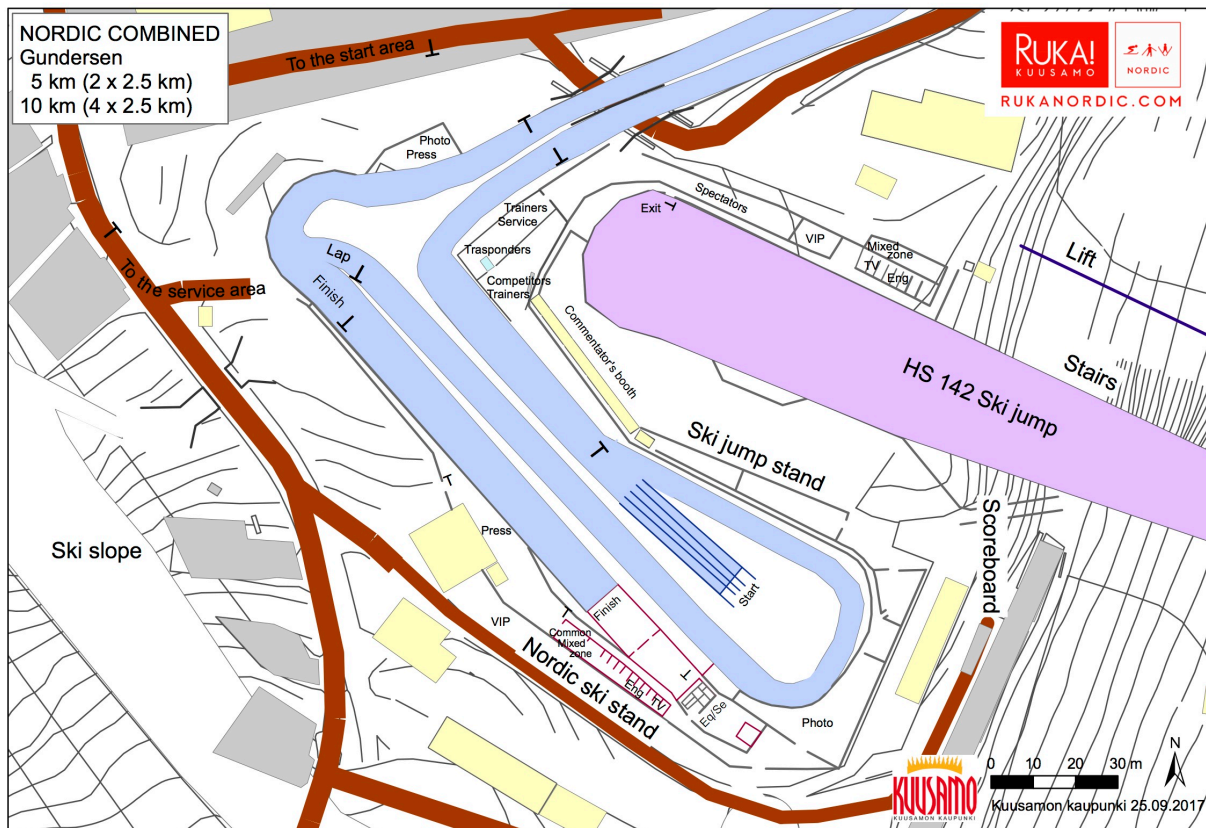 NORDIC COMBINED
Gundersen
5 km (2 x 2.5 km)
10 km (4 x 2.5 km)
To the start area
RUKA!
KUUSAMO
NORDIC
RUKANORDIC.COM
Photo
Press
Spectators
Exit
Trainers
Service
VIP
Mixed
zone
TV
Eng
Trasponders
Lap
Competitors
Trainers
Finish
To the service area
Lift
Commentator's booth
HS 142 Ski jump
Stairs
Ski jump stand
Scoreboard
Ski slope
Press
Start
Finish
VIP
Common
Mixed
zone
Eng
TV
Nordic ski stand
Eq/Se
Photo
KUUSAMO
KUUSAMON KAUPUNKI
0 10 20 30 m
N
Kuusamon kaupunki 25.09.2017